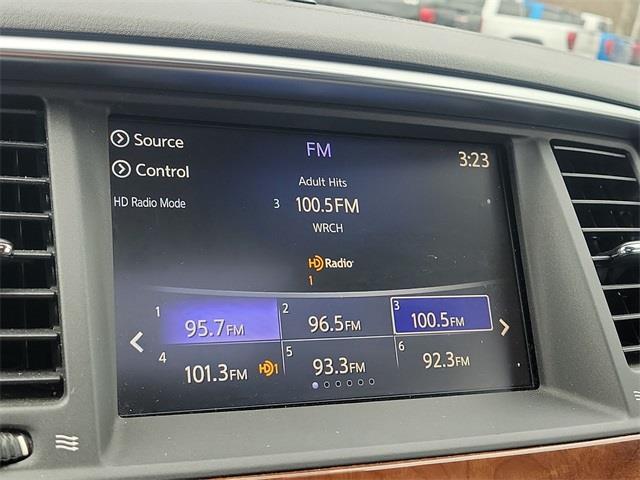 Source
FM
3:23
Control
Adult Hits
HD Radio Mode
3 100.5FM
WRCH
HD Radio
1
1 95.7FM
2 96.5FM
3 100.5FM
4 101.3FM HD1
5 93.3FM
6 92.3FM